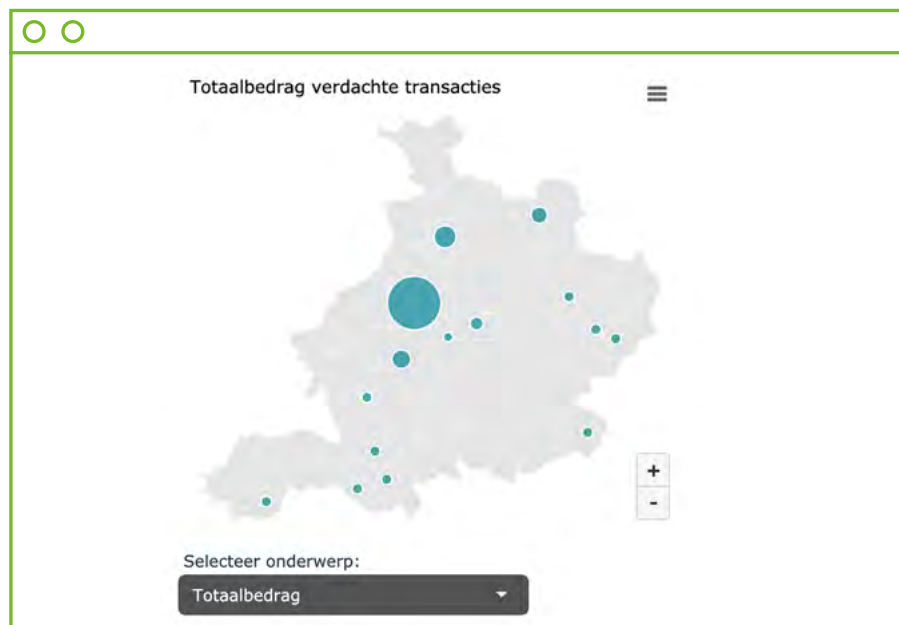 Totaalbedrag verdachte transacties
+
-
Selecteer onderwerp:
Totaalbedrag